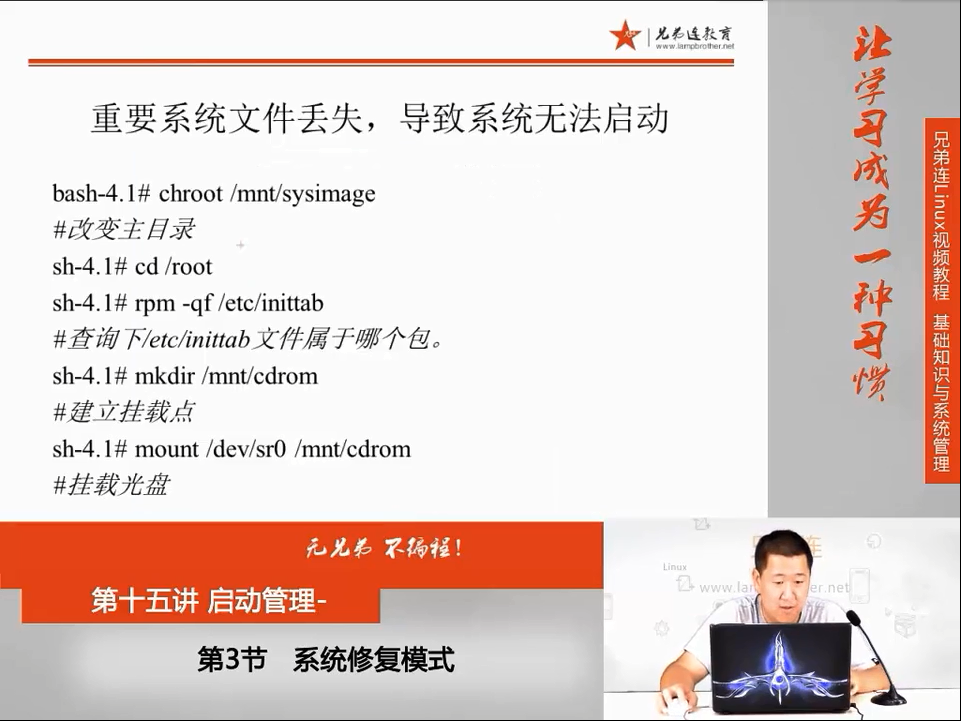 兄弟连教育
www.lampbrother.net
重要系统文件丢失，导致系统无法启动
bash-4.1# chroot /mnt/sysimage
#改变主目录
sh-4.1# cd /root
sh-4.1# rpm -qf /etc/inittab
#查询下/etc/inittab文件属于哪个包。
sh-4.1# mkdir /mnt/cdrom
#建立挂载点
sh-4.1# mount /dev/sr0 /mnt/cdrom
#挂载光盘
让学习成为一种习惯
兄弟连Linux视频教程 基础知识与系统管理
无兄弟 不编程!
第十五讲 启动管理-
第3节 系统修复模式
Linux